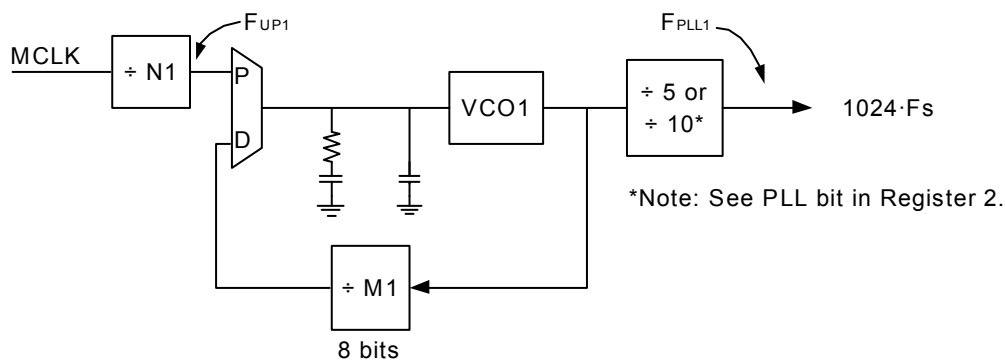 FUP1
FPLL1
MCLK
÷ N1
P
D
VCO1
÷ 5 or
÷ 10*
1024·Fs
*Note: See PLL bit in Register 2.
÷ M1
8 bits